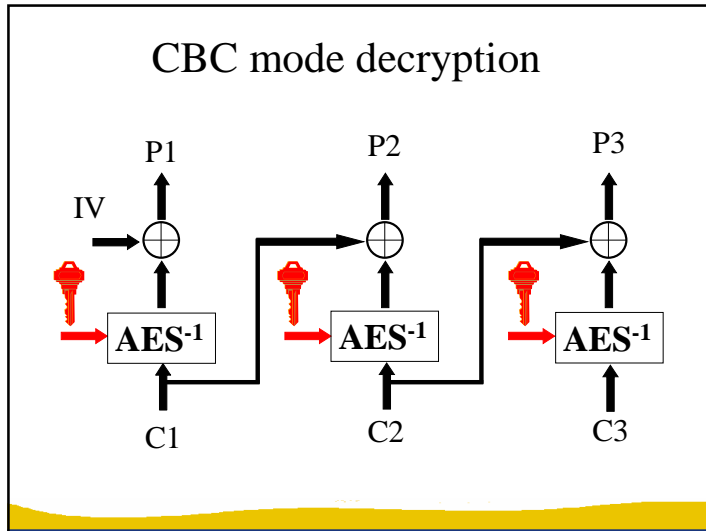 CBC mode decryption
P1 P2 P3
IV
AES⁻¹ AES⁻¹ AES⁻¹
C1 C2 C3